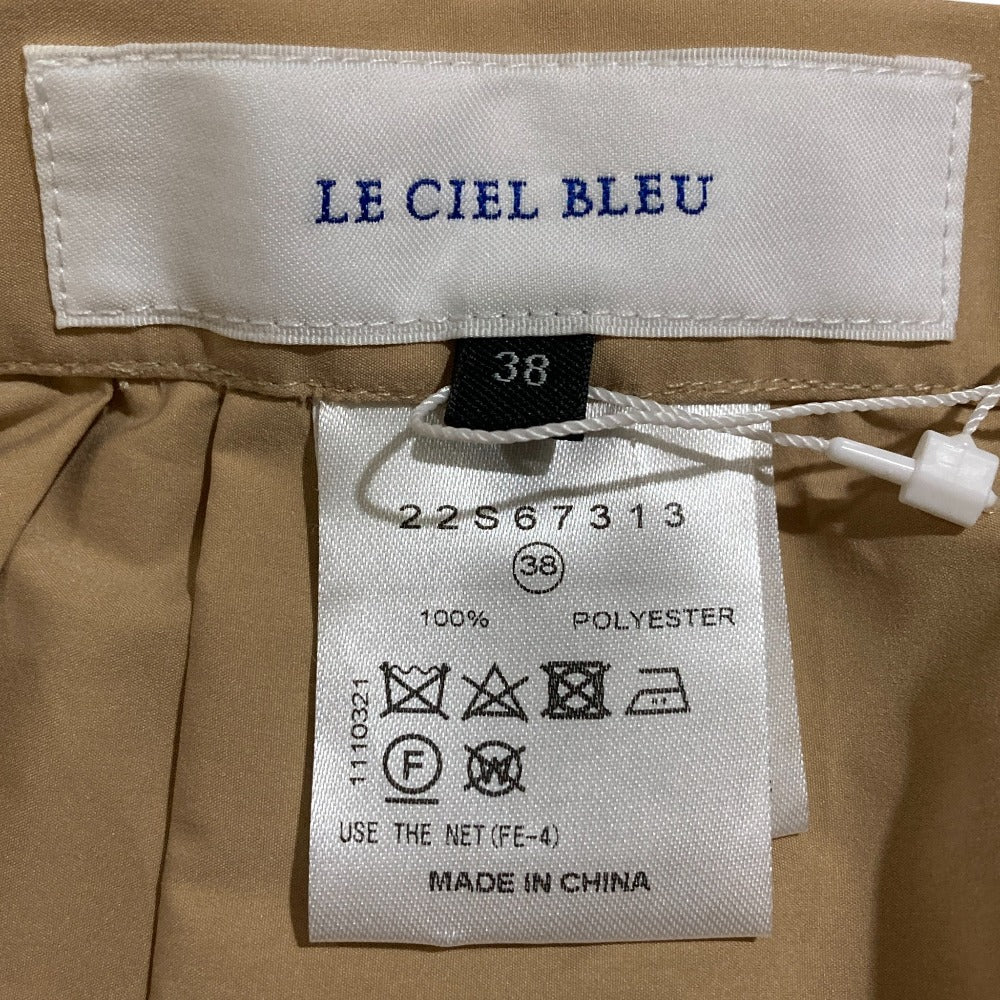 LE CIEL BLEU
38
22S67313
38
100% POLYESTER
1110321
F W
USE THE NET(FE-4)
MADE IN CHINA